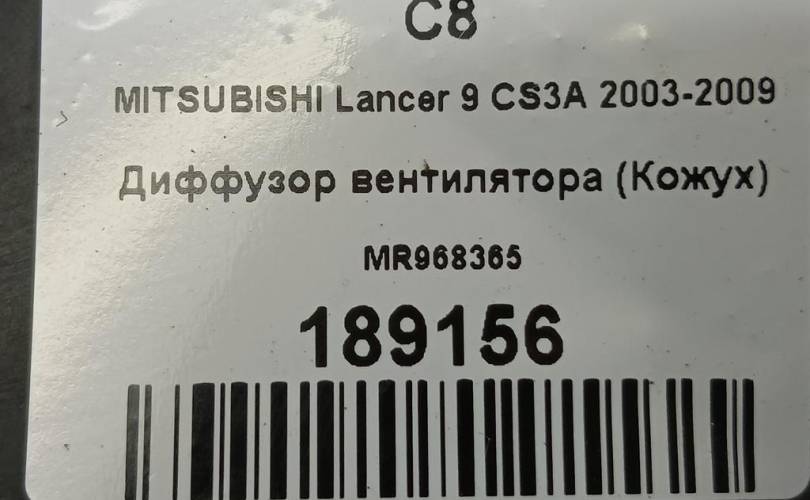 C8
MITSUBISHI Lancer 9 CS3A 2003-2009
Диффузор вентилятора (Кожух)
MR968365
189156